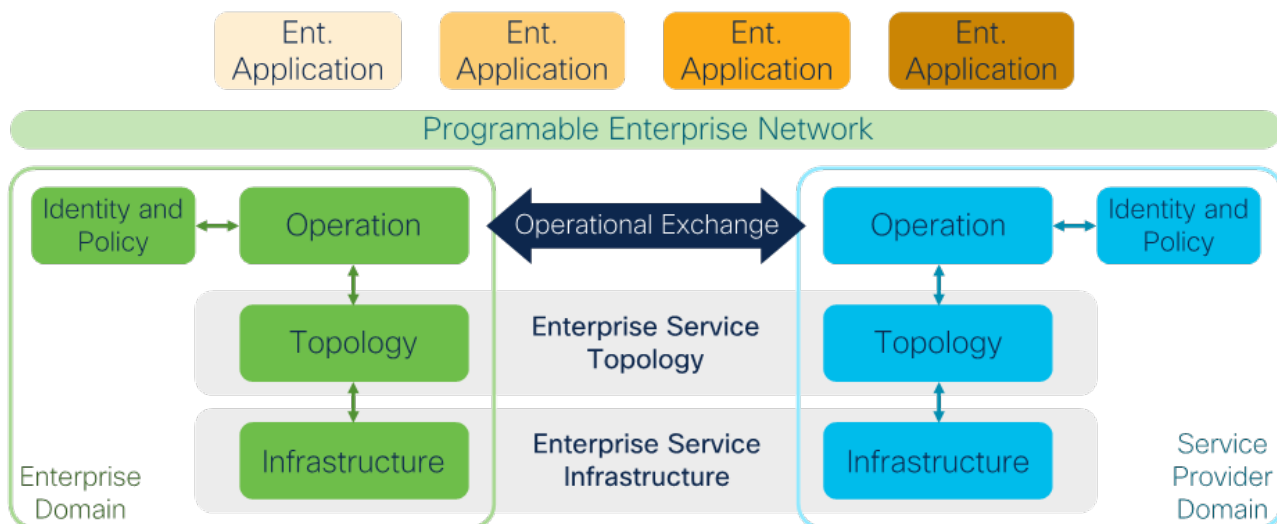 Ent.
Application
Ent.
Application
Ent.
Application
Ent.
Application
Programable Enterprise Network
Identity and
Policy
Operation
Operational Exchange
Operation
Identity and
Policy
Topology
Enterprise Service
Topology
Topology
Infrastructure
Enterprise Service
Infrastructure
Infrastructure
Enterprise
Domain
Service
Provider
Domain